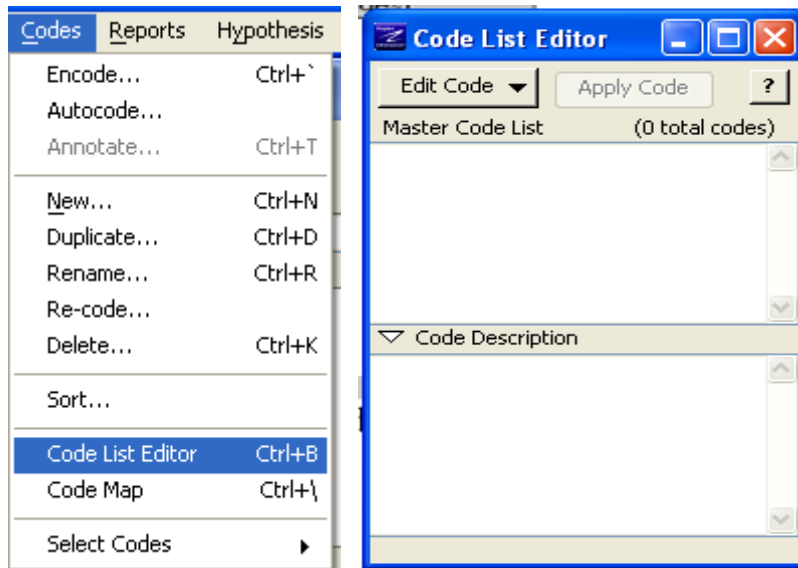 Codes Reports Hypothesis
Encode... Ctrl+`
Autocode...
Annotate... Ctrl+T
New... Ctrl+N
Duplicate... Ctrl+D
Rename... Ctrl+R
Re-code...
Delete... Ctrl+K
Sort...
Code List Editor Ctrl+B
Code Map Ctrl+\
Select Codes
Code List Editor
Edit Code Apply Code ?
Master Code List (0 total codes)
Code Description